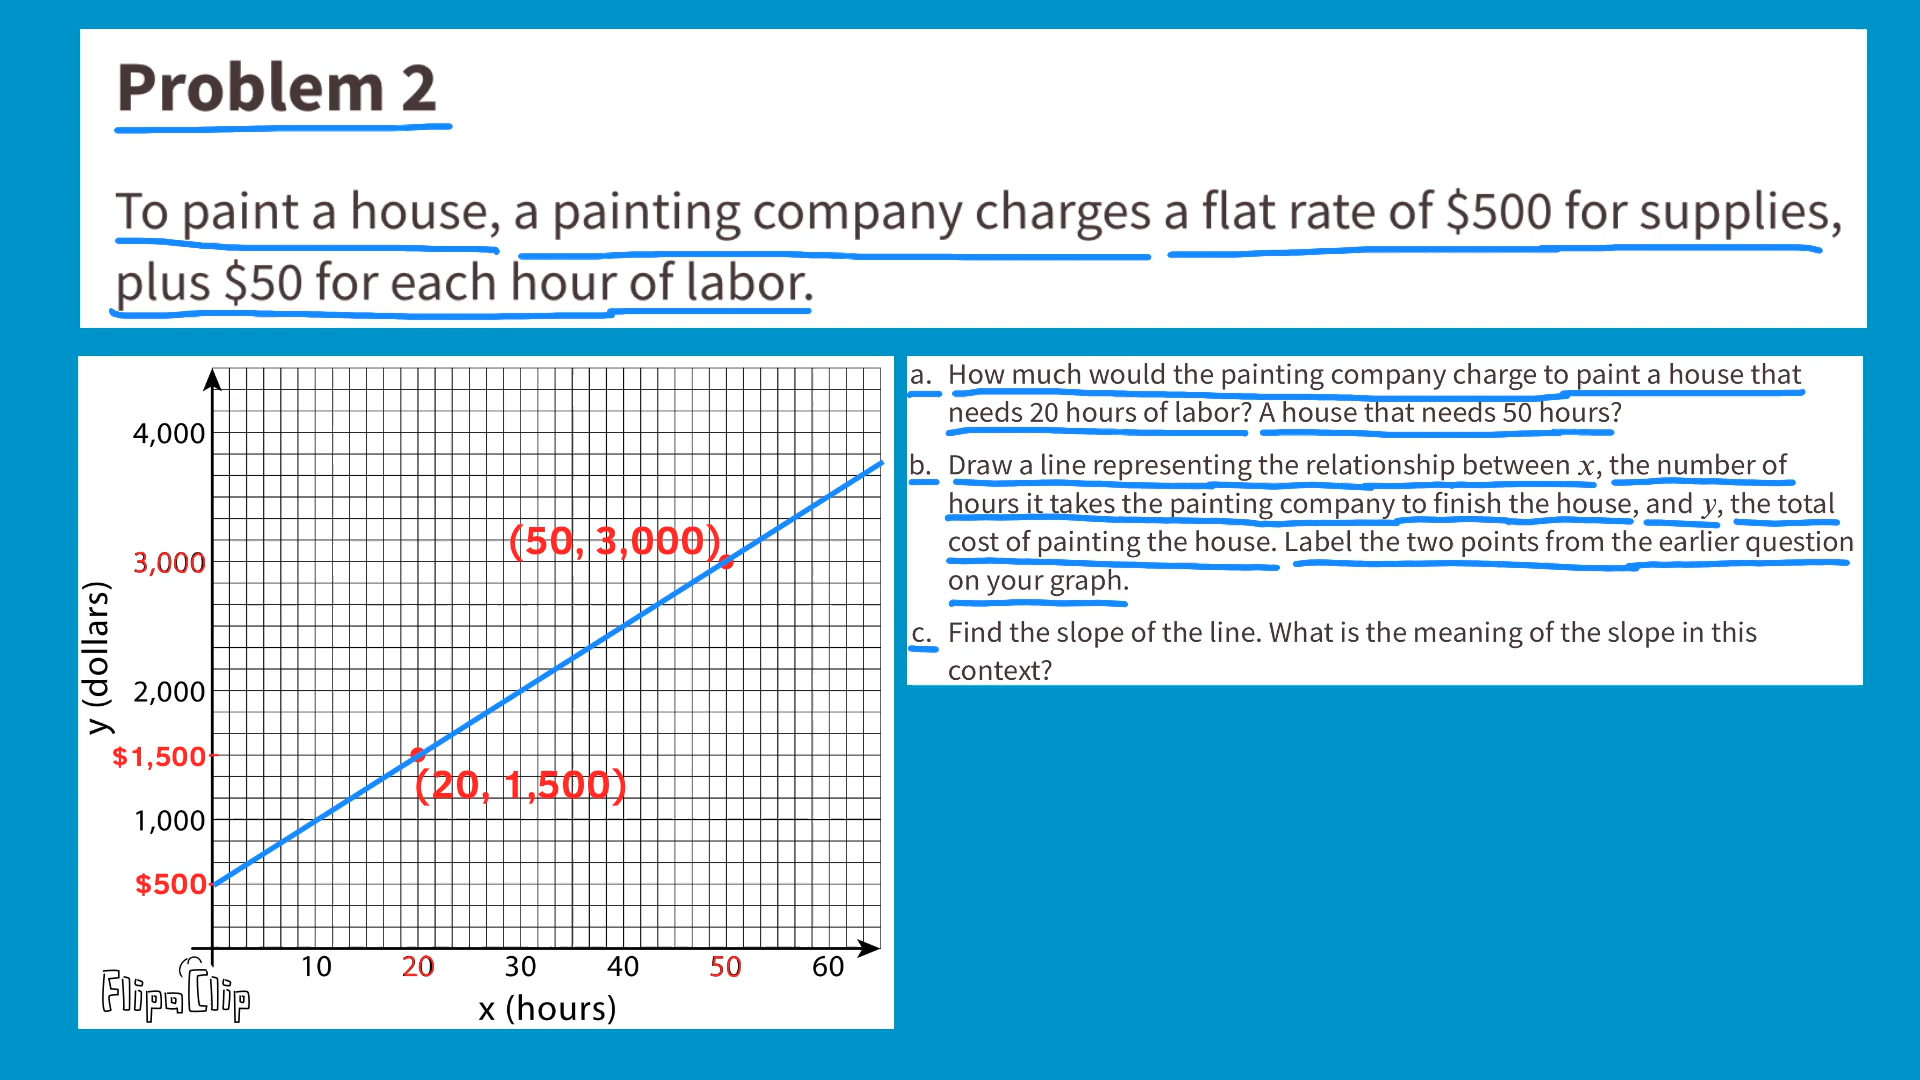 Problem 2
To paint a house, a painting company charges a flat rate of $500 for supplies,
plus $50 for each hour of labor.
a. How much would the painting company charge to paint a house that
needs 20 hours of labor? A house that needs 50 hours?
b. Draw a line representing the relationship between x, the number of
hours it takes the painting company to finish the house, and y, the total
cost of painting the house. Label the two points from the earlier question
on your graph.
c. Find the slope of the line. What is the meaning of the slope in this
context?
y (dollars)
4,000
3,000
2,000
$1,500
1,000
$500
(50, 3,000)
(20, 1,500)
10 20 30 40 50 60
x (hours)
FlipaClip